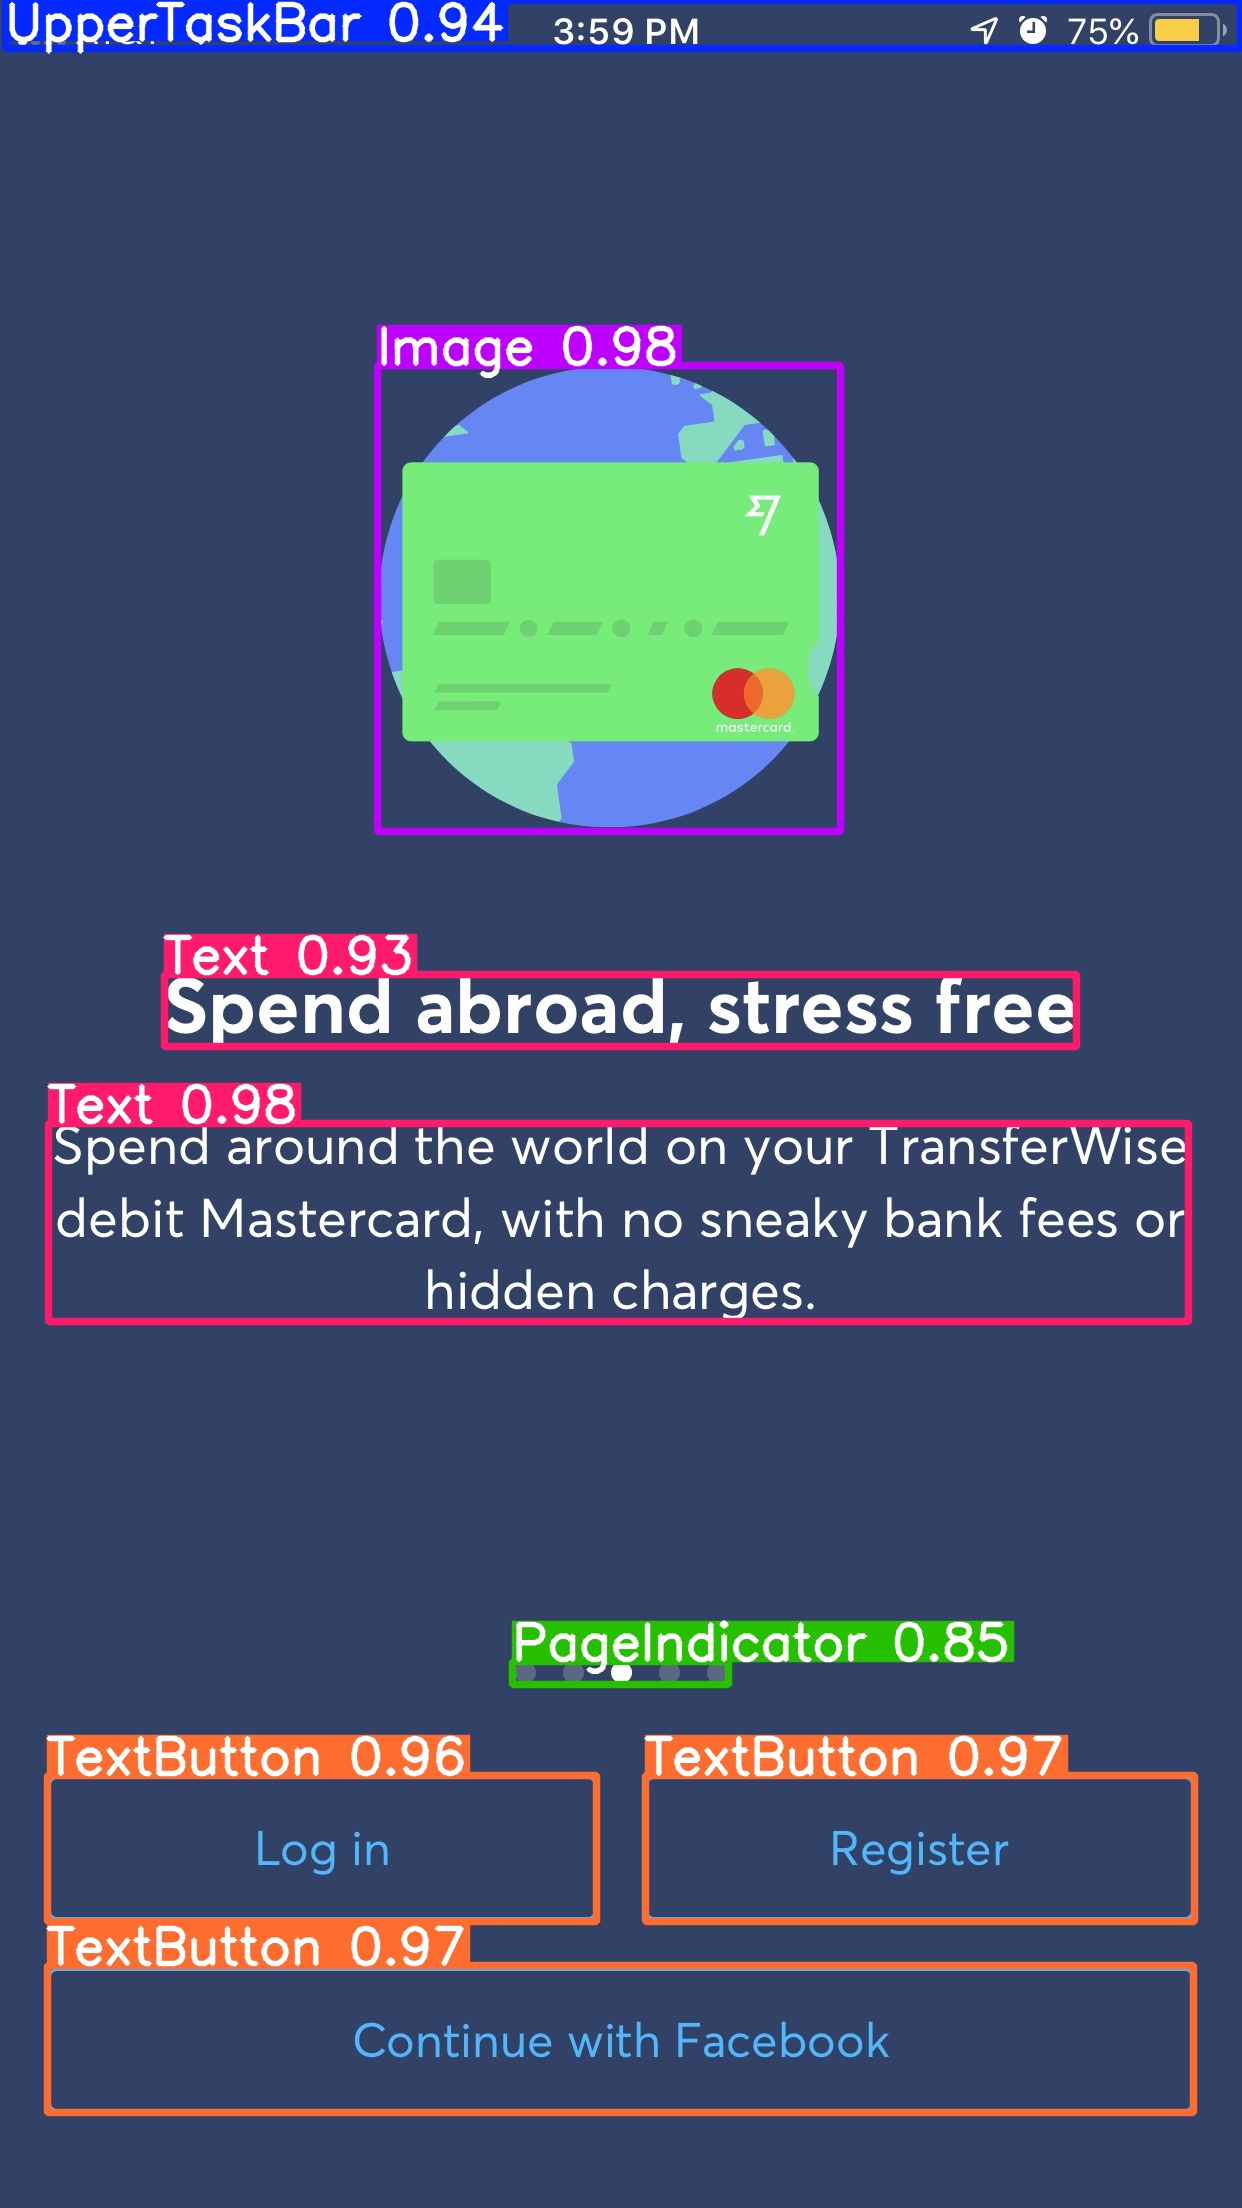 UpperTaskBar 0.94
3:59 PM
75%
Image 0.98
mastercard.
Text 0.93
Spend abroad, stress free
Text 0.98
Spend around the world on your TransferWise
debit Mastercard, with no sneaky bank fees or
hidden charges.
PageIndicator 0.85
TextButton 0.96
TextButton 0.97
Log in
Register
TextButton 0.97
Continue with Facebook